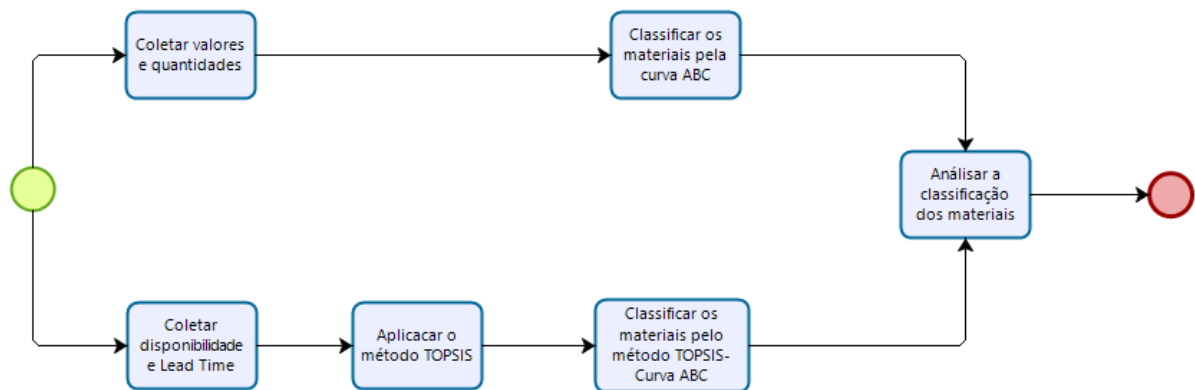 Coletar valores
e quantidades
Classificar os
materiais pela
curva ABC
Análisar a
classificação
dos materiais
Coletar
disponibilidade
e Lead Time
Aplicacar o
método TOPSIS
Classificar os
materiais pelo
método TOPSIS-
Curva ABC